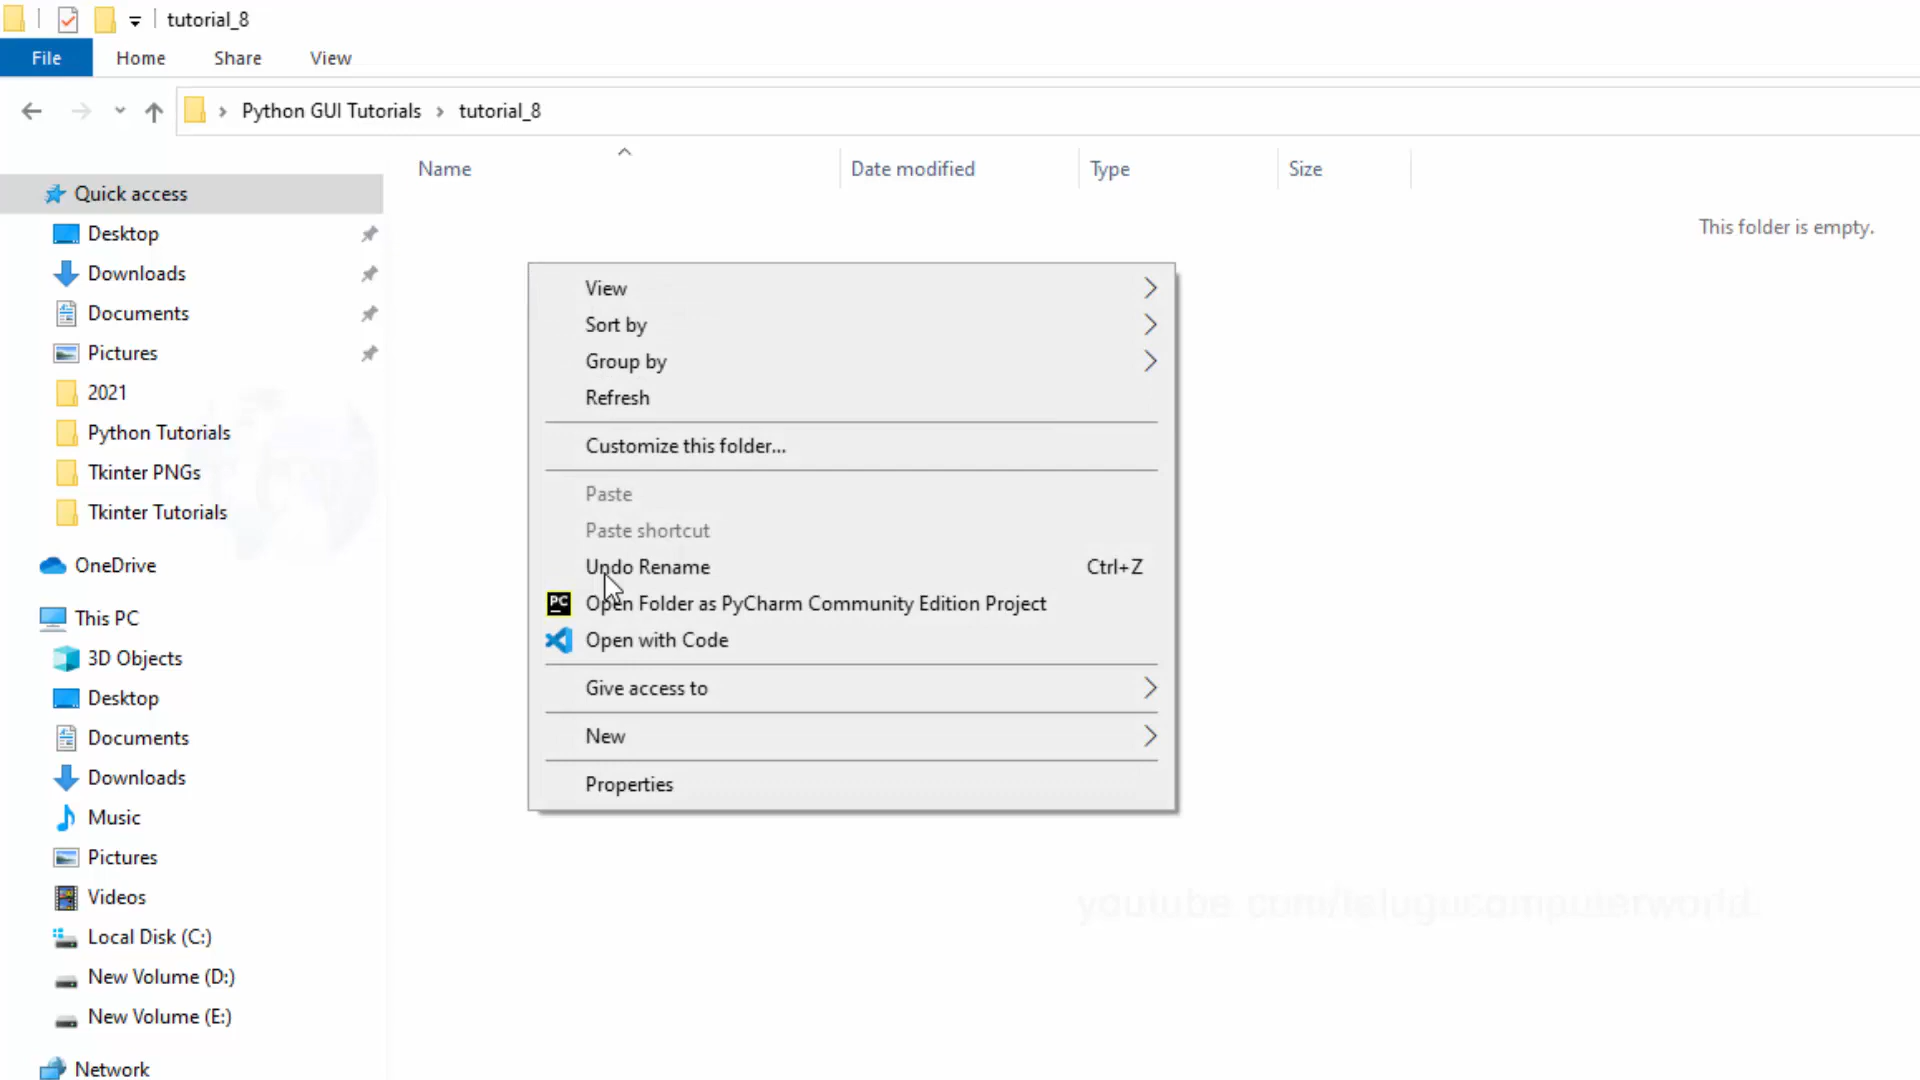 tutorial_8
File Home Share View
Python GUI Tutorials › tutorial_8
Name Date modified Type Size
Quick access
Desktop
Downloads
Documents
Pictures
2021
Python Tutorials
Tkinter PNGs
Tkinter Tutorials
OneDrive
This PC
3D Objects
Desktop
Documents
Downloads
Music
Pictures
Videos
Local Disk (C:)
New Volume (D:)
New Volume (E:)
Network
This folder is empty.
View
Sort by
Group by
Refresh
Customize this folder...
Paste
Paste shortcut
Undo Rename Ctrl+Z
PC Open Folder as PyCharm Community Edition Project
Open with Code
Give access to
New
Properties
youtube.com/telugucomputerworld